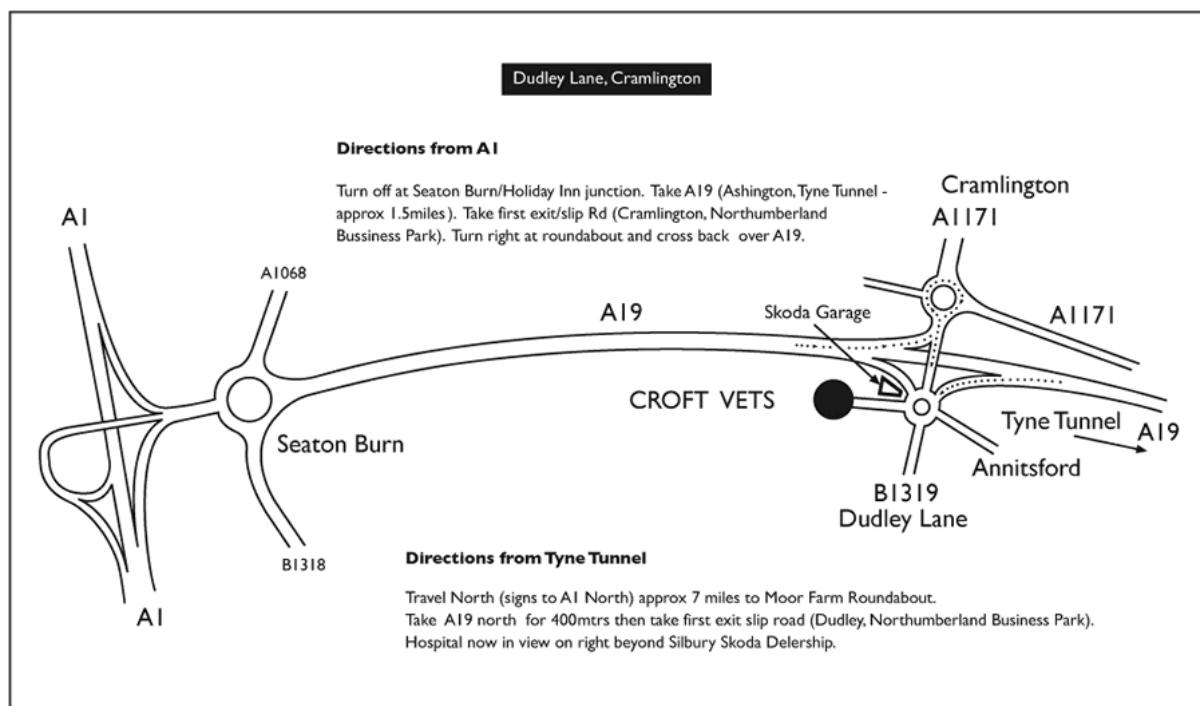 Dudley Lane, Cramlington
Directions from A1
Turn off at Seaton Burn/Holiday Inn junction. Take A19 (Ashington, Tyne Tunnel -
approx 1.5miles). Take first exit/slip Rd (Cramlington, Northumberland
Bussiness Park). Turn right at roundabout and cross back over A19.
Cramlington
A1171
A1
A1068
A19
Skoda Garage
A1171
CROFT VETS
Tyne Tunnel
A19
Seaton Burn
Annitsford
B1319
Dudley Lane
B1318
A1
Directions from Tyne Tunnel
Travel North (signs to A1 North) approx 7 miles to Moor Farm Roundabout.
Take A19 north for 400mtrs then take first exit slip road (Dudley, Northumberland Business Park).
Hospital now in view on right beyond Silbury Skoda Delership.